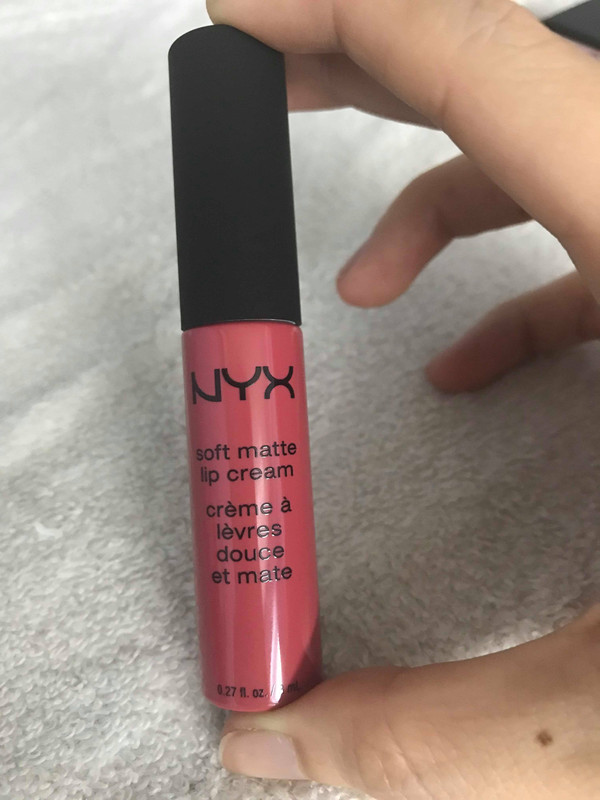 NYX
soft matte
lip cream
crème à
lèvres
douce
et mate
0.27 fl. oz. /